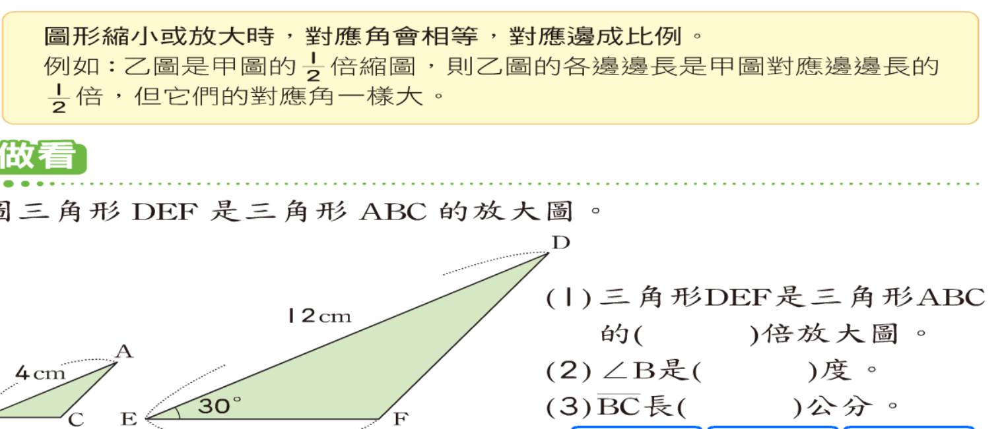 圖形縮小或放大時，對應角會相等，對應邊成比例。
例如：乙圖是甲圖的 1/2 倍縮圖，則乙圖的各邊邊長是甲圖對應邊邊長的
1/2 倍，但它們的對應角一樣大。
做看
圖三角形 DEF 是三角形 ABC 的放大圖。
D
12cm
A
4cm
30°
C
E
F
(1)三角形DEF是三角形ABC
的( )倍放大圖。
(2)∠B是( )度。
(3)B̅C̅長( )公分。